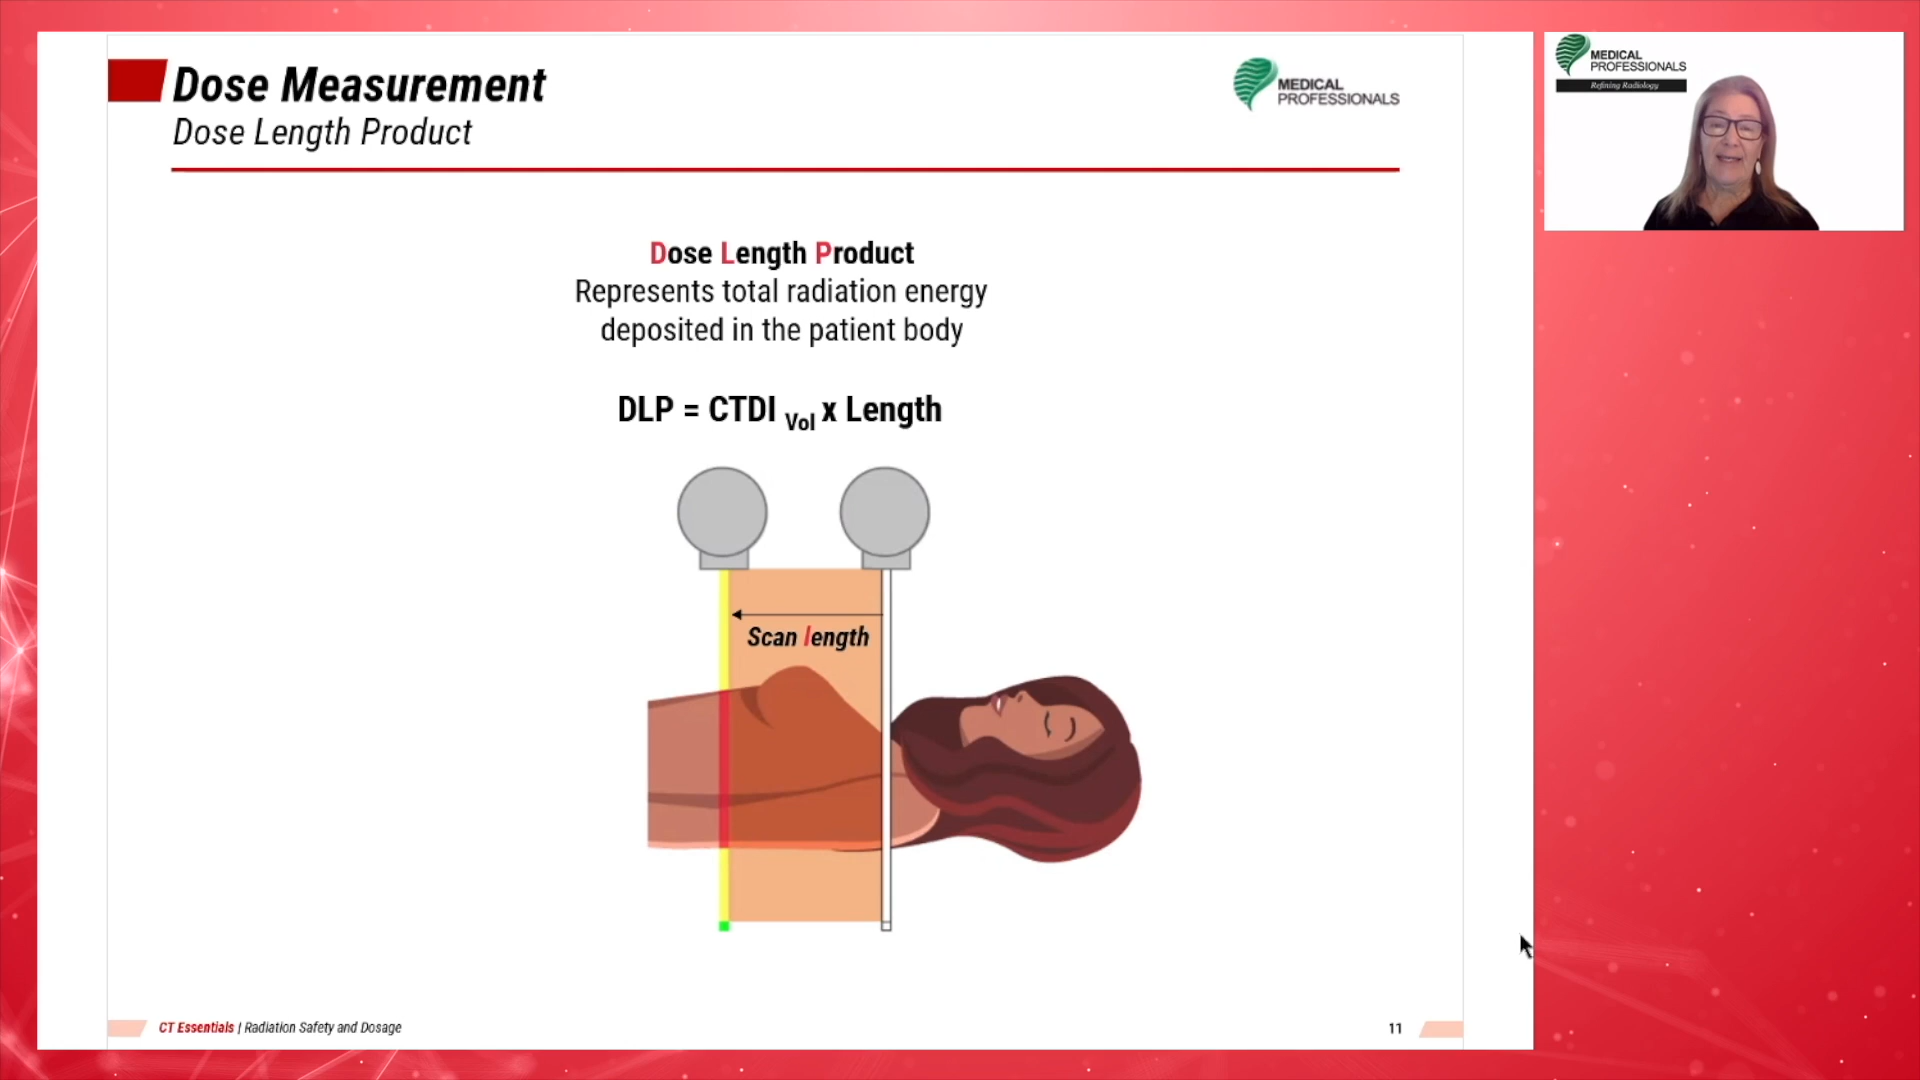 Dose Measurement
Dose Length Product
MEDICAL
PROFESSIONALS
Dose Length Product
Represents total radiation energy
deposited in the patient body
DLP = CTDI Vol x Length
Scan length
CT Essentials | Radiation Safety and Dosage
11
MEDICAL
PROFESSIONALS
Refining Radiology